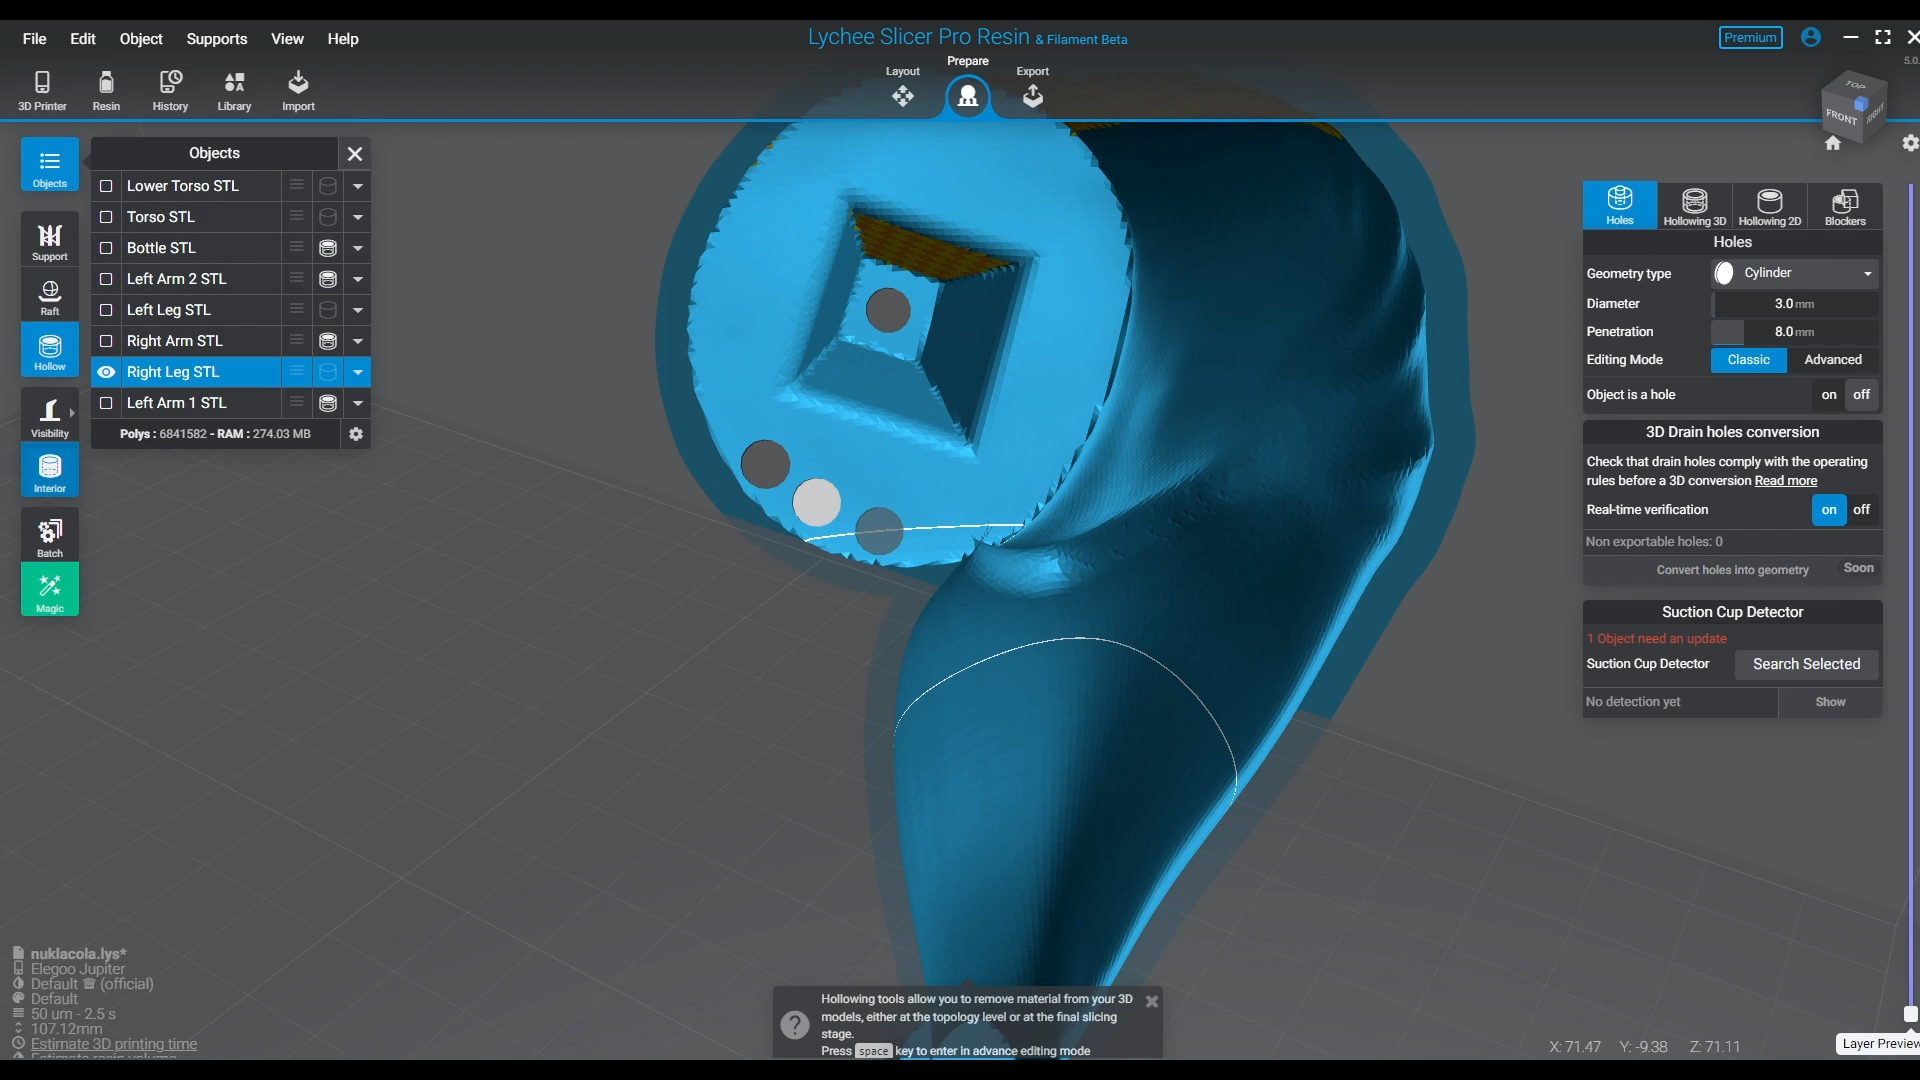 File Edit Object Supports View Help
Lycheee Slicer Pro Resin & Filament Beta
Premium
5.0.
3D Printer Resin History Library Import
Layout Prepare Export
TOP
FRONT RIGHT
Objects
Objects
Lower Torso STL
Torso STL
Bottle STL
Left Arm 2 STL
Left Leg STL
Right Arm STL
Right Leg STL
Left Arm 1 STL
Polys : 6841582 - RAM : 274.03 MB
Support
Raft
Hollow
Visibility
Interior
Batch
Magic
Holes Hollowing 3D Hollowing 2D Blockers
Holes
Geometry type Cylinder
Diameter 3.0 mm
Penetration 8.0 mm
Editing Mode Classic Advanced
Object is a hole on off
3D Drain holes conversion
Check that drain holes comply with the operating
rules before a 3D conversion Read more
Real-time verification on off
Non exportable holes: 0
Convert holes into geometry Soon
Suction Cup Detector
1 Object need an update
Suction Cup Detector Search Selected
No detection yet Show
nuklacola.lys*
Elegoo Jupiter
Default (official)
Default
50 um - 2.5 s
107.12mm
Estimate 3D printing time
Estimate resin volume
Hollowing tools allow you to remove material from your 3D
models, either at the topology level or at the final slicing
stage.
Press space key to enter in advance editing mode
X: 71.47 Y: -9.38 Z: 71.11
Layer Preview